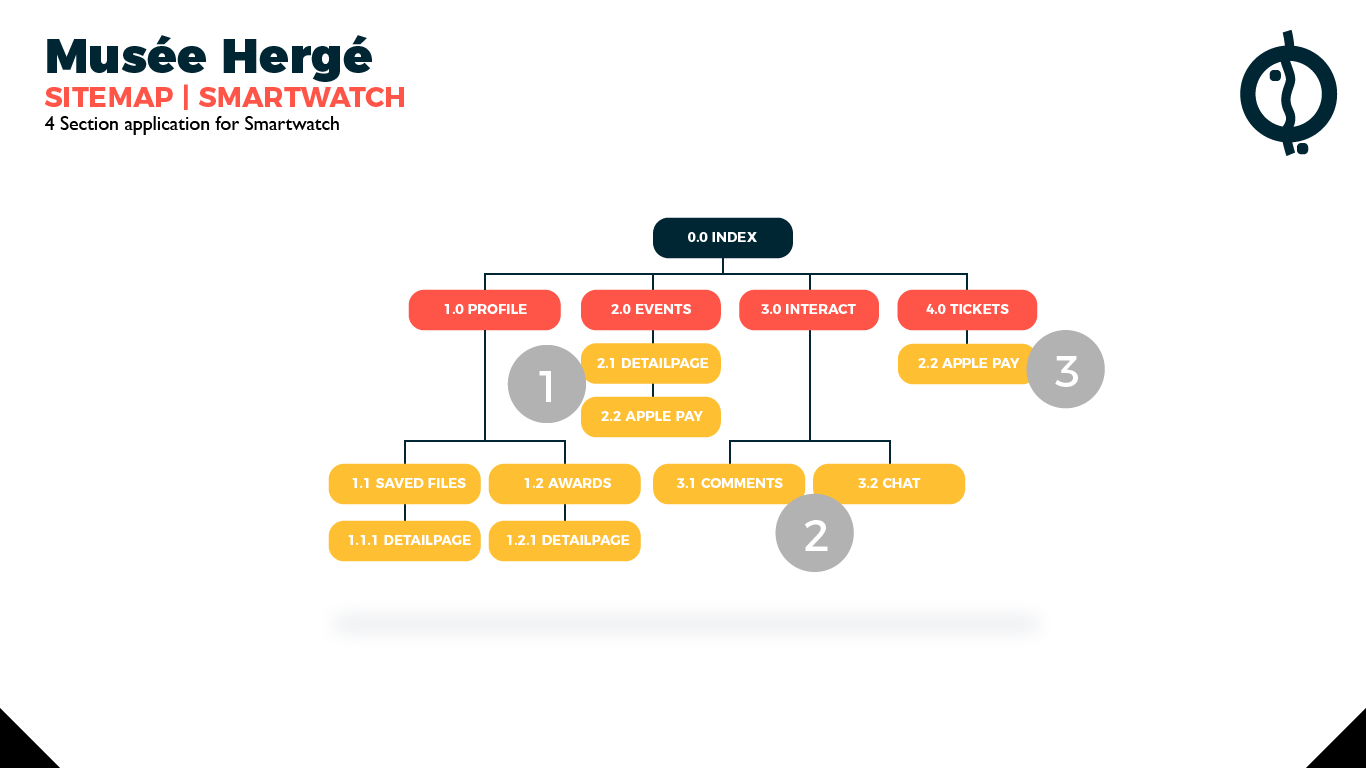 Musée Hergé
SITEMAP | SMARTWATCH
4 Section application for Smartwatch
0.0 INDEX
1.0 PROFILE
2.0 EVENTS
3.0 INTERACT
4.0 TICKETS
2.1 DETAILPAGE
2.2 APPLE PAY
3
1
2.2 APPLE PAY
1.1 SAVED FILES
1.2 AWARDS
3.1 COMMENTS
3.2 CHAT
2
1.1.1 DETAILPAGE
1.2.1 DETAILPAGE